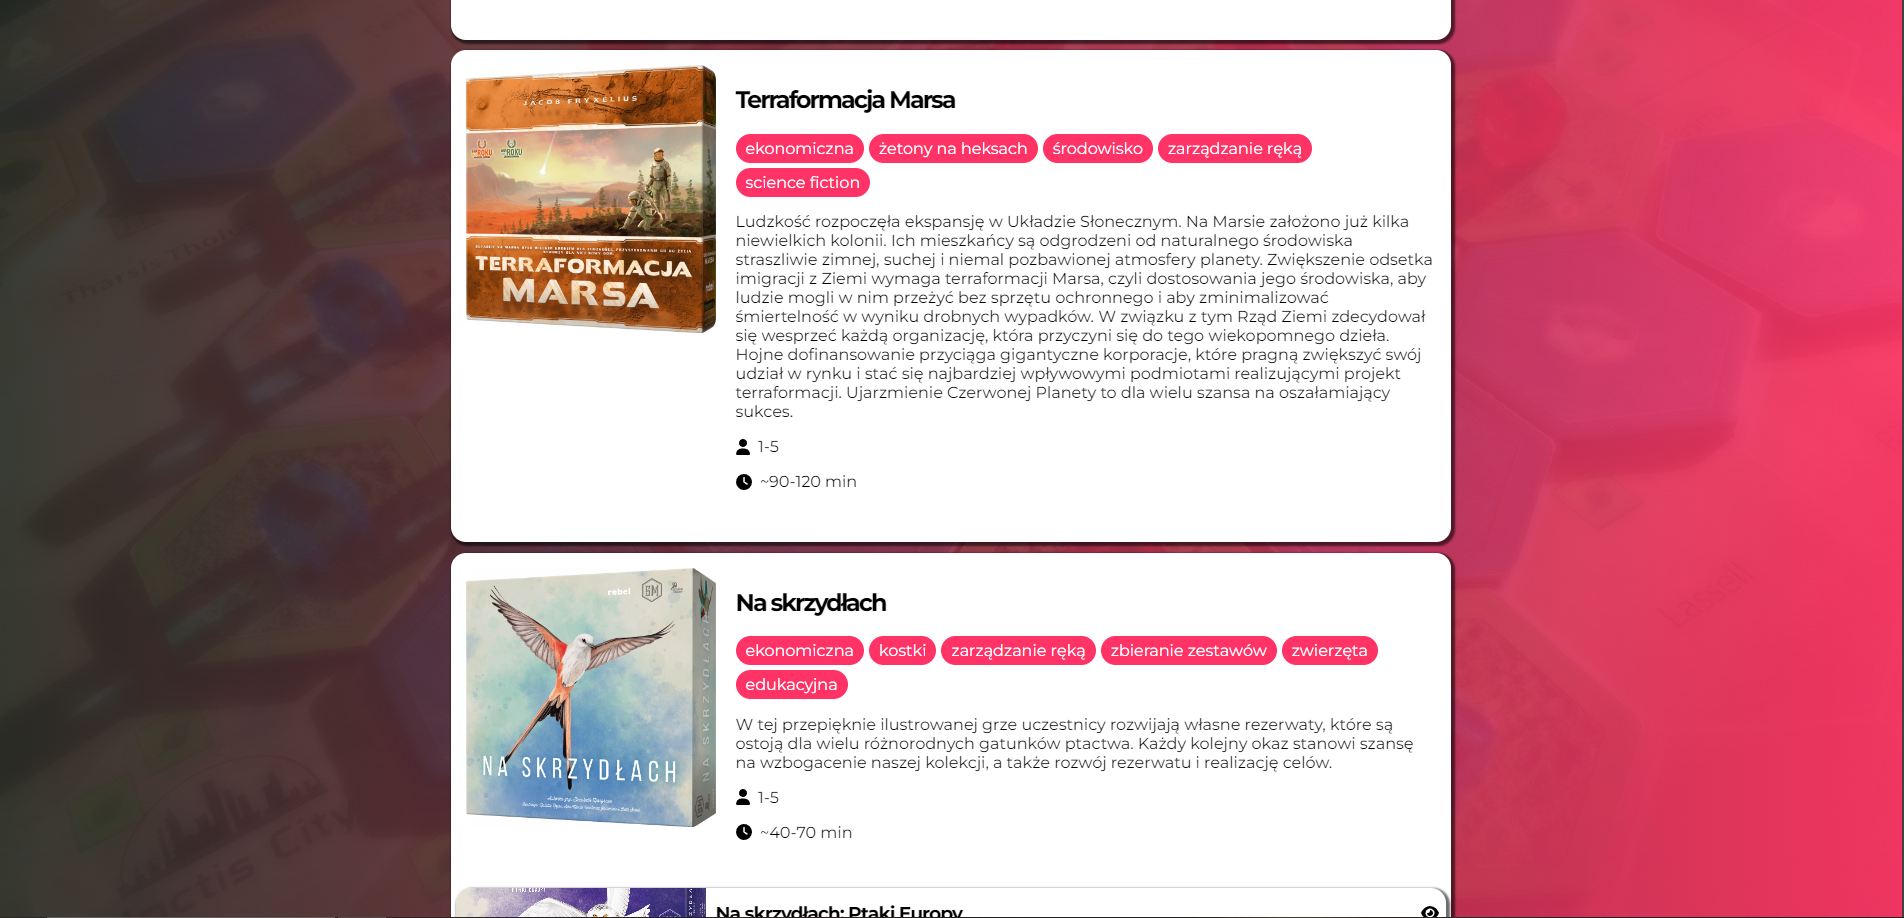 JACOB FRYXELIUS
TERRAFORMACJA
MARSA
Terraformacja Marsa
ekonomiczna żetony na heksach środowisko zarządzanie ręką
science fiction
Ludzkość rozpoczęła ekspansję w Układzie Słonecznym. Na Marsie założono już kilka
niewielkich kolonii. Ich mieszkańcy są odgrodzeni od naturalnego środowiska
straszliwie zimnej, suchej i niemal pozbawionej atmosfery planety. Zwiększenie odsetka
imigracji z Ziemi wymaga terraformacji Marsa, czyli dostosowania jego środowiska, aby
ludzie mogli w nim przeżyć bez sprzętu ochronnego i aby zminimalizować
śmiertelność w wyniku drobnych wypadków. W związku z tym Rząd Ziemi zdecydował
się wesprzeć każdą organizację, która przyczyni się do tego wiekopomnego dzieła.
Hojne dofinansowanie przyciąga gigantyczne korporacje, które pragną zwiększyć swój
udział w rynku i stać się najbardziej wpływowymi podmiotami realizującymi projekt
terraformacji. Ujarzmienie Czerwonej Planety to dla wielu szansa na oszałamiający
sukces.
1-5
~90-120 min
rebel
NA SKRZYDŁACH
NA SKRZYDŁACH
Na skrzydłach
ekonomiczna kostki zarządzanie ręką zbieranie zestawów zwierzęta
edukacyjna
W tej przepięknie ilustrowanej grze uczestnicy rozwijają własne rezerwaty, które są
ostoją dla wielu różnorodnych gatunków ptactwa. Każdy kolejny okaz stanowi szansę
na wzbogacenie naszej kolekcji, a także rozwój rezerwatu i realizację celów.
1-5
~40-70 min
Na skrzydłach: Ptaki Europy
Tharsis Tholus
City